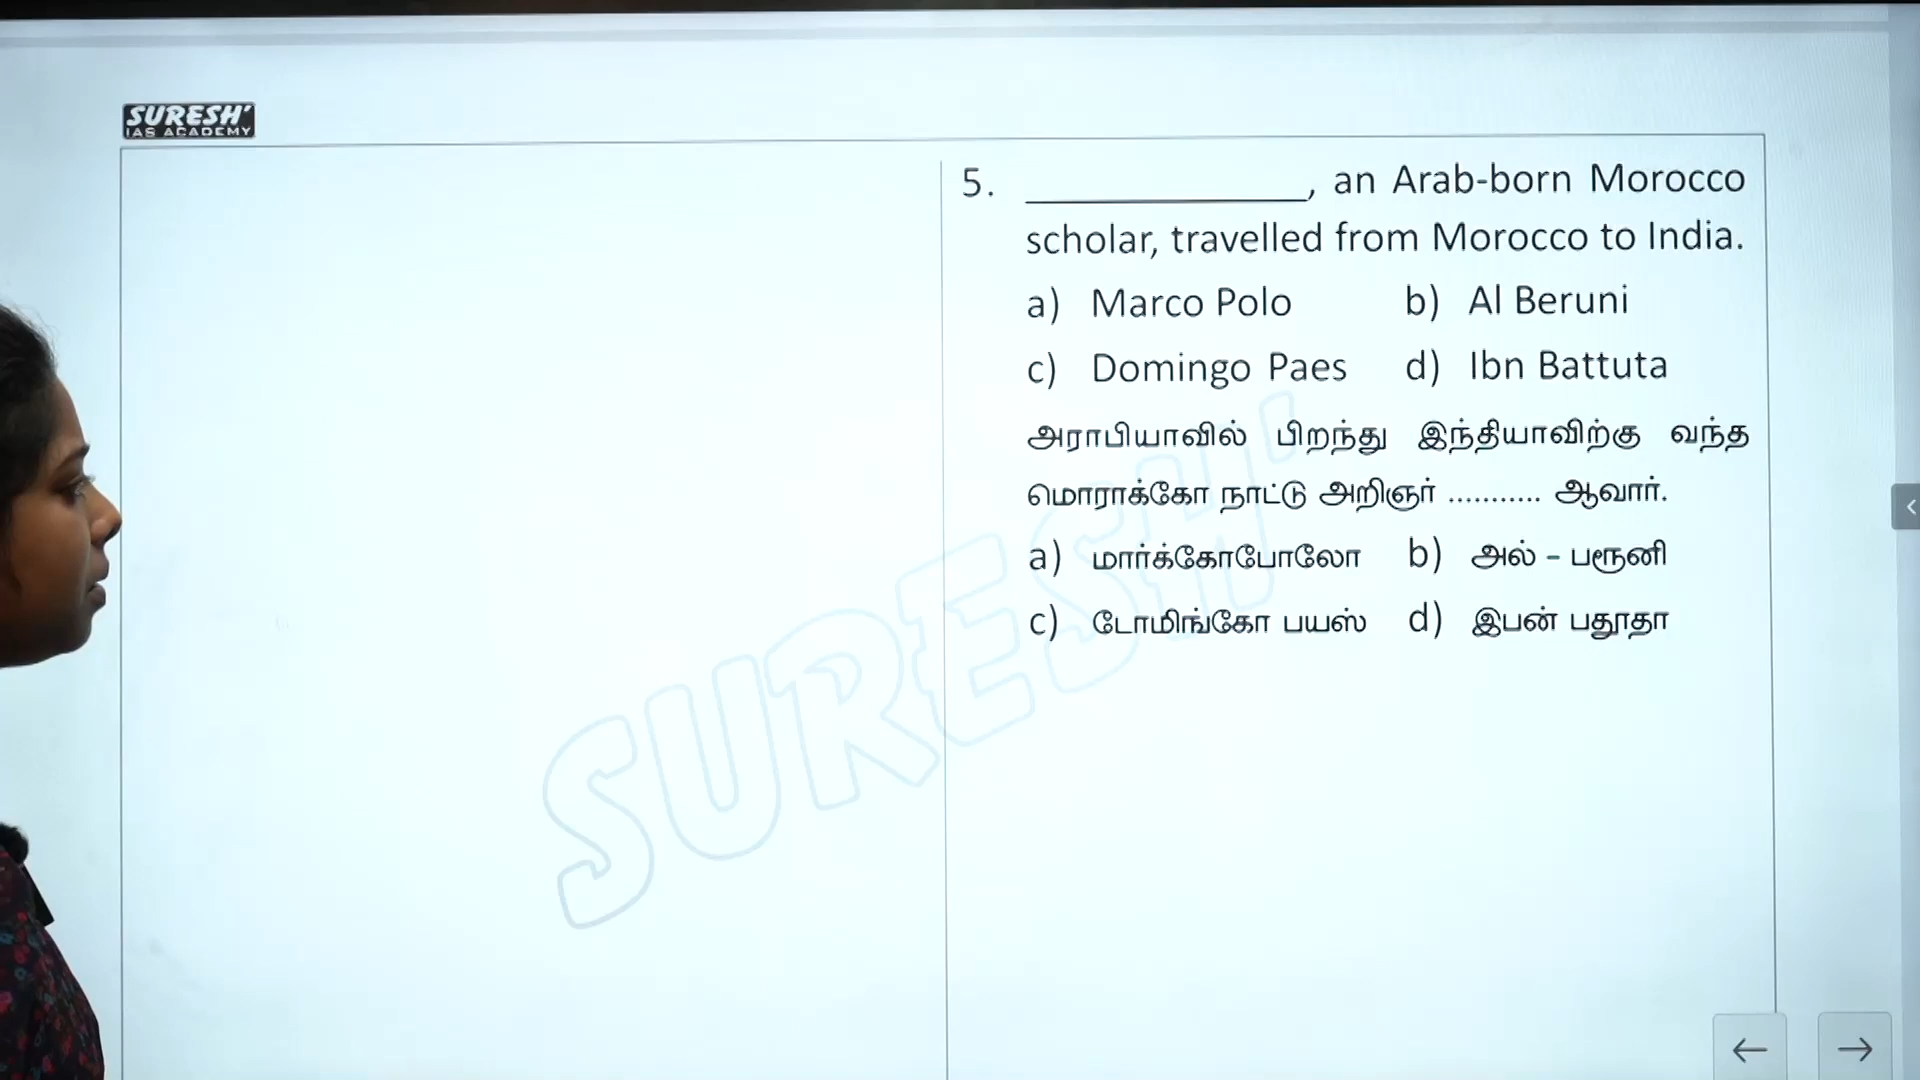 SURESH'
IAS ACADEMY
5. ______________, an Arab-born Morocco
scholar, travelled from Morocco to India.
a) Marco Polo b) Al Beruni
c) Domingo Paes d) Ibn Battuta
அராபியாவில் பிறந்து இந்தியாவிற்கு வந்த
மொராக்கோ நாட்டு அறிஞர் ........... ஆவார்.
a) மார்க்கோபோலோ b) அல் – பரூனி
c) டோமிங்கோ பயஸ் d) இபன் பதூதா
SURESH'